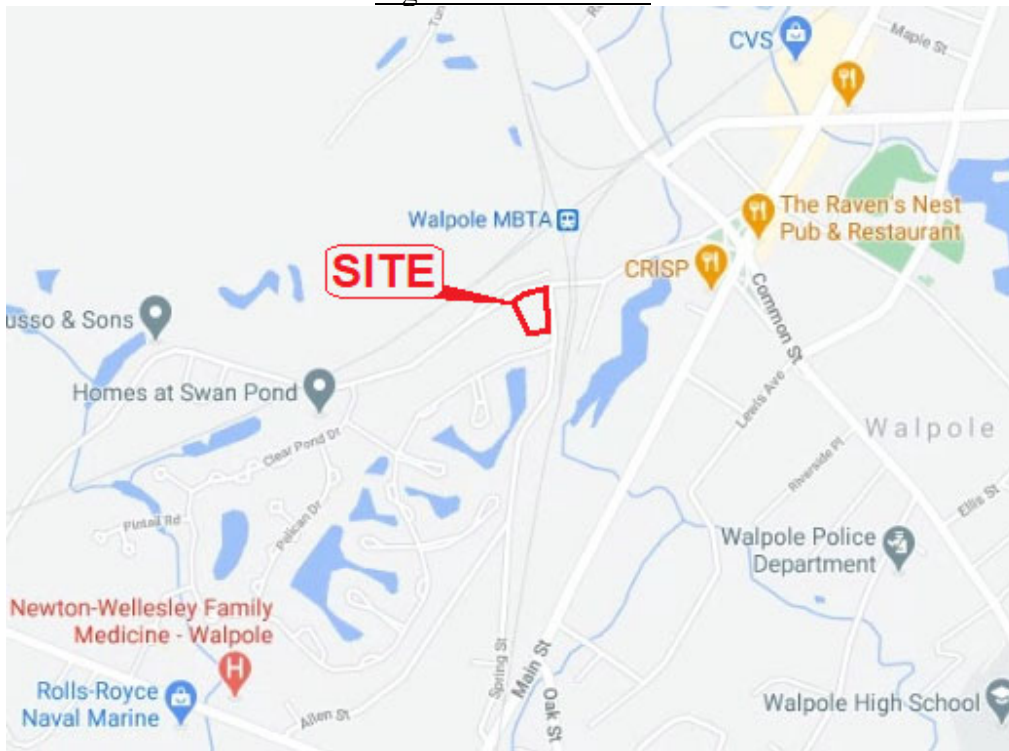 CVS
Maple St
Walpole MBTA
The Raven's Nest
Pub & Restaurant
SITE
CRISP
Common St
usso & Sons
Homes at Swan Pond
Lewis Ave
Walpole
Clear Pond Dr
Riverside Pl
Pintail Rd
Pelican Dr
Ellis St
Walpole Police
Department
Newton-Wellesley Family
Medicine - Walpole
H
Spring St
Main St
Oak St
Rolls-Royce
Naval Marine
Allen St
Walpole High School